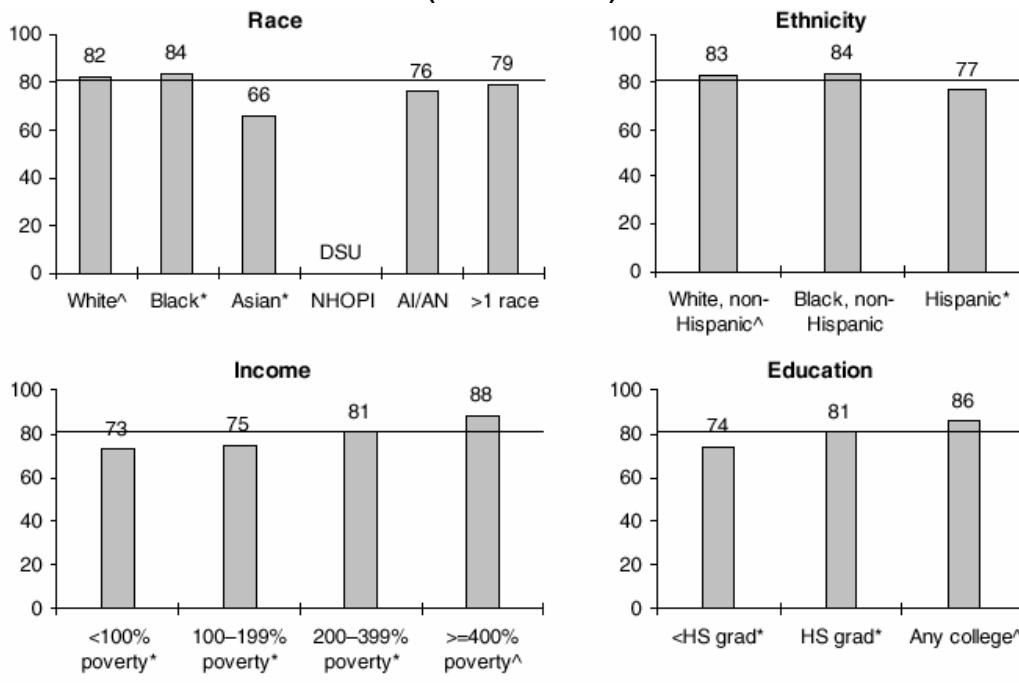 Race
100
80
60
40
20
0
82
84
66
DSU
76
79
White^
Black*
Asian*
NHOPI
AI/AN
>1 race
Ethnicity
100
80
60
40
20
0
83
84
77
White, non-
Hispanic^
Black, non-
Hispanic
Hispanic*
Income
100
80
60
40
20
0
73
75
81
88
<100%
poverty*
100–199%
poverty*
200–399%
poverty*
>=400%
poverty^
Education
100
80
60
40
20
0
74
81
86
<HS grad*
HS grad*
Any college^